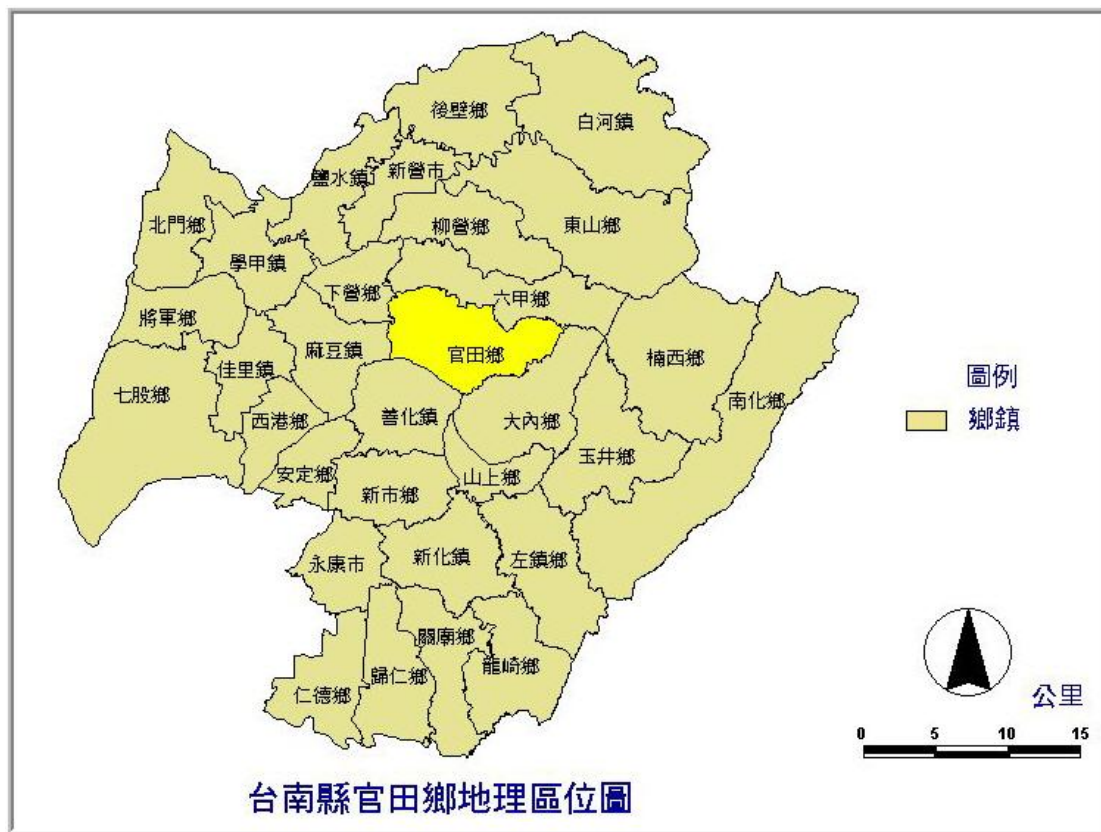 後壁鄉
白河鎮
鹽水鎮
新營市
北門鄉
柳營鄉
東山鄉
學甲鎮
下營鄉
六甲鄉
將軍鄉
麻豆鎮
官田鄉
楠西鄉
佳里鎮
七股鄉
南化鄉
圖例
鄉鎮
西港鄉
善化鎮
大內鄉
玉井鄉
安定鄉
新市鄉
山上鄉
永康市
新化鎮
左鎮鄉
關廟鄉
龍崎鄉
歸仁鄉
仁德鄉
公里
0 5 10 15
台南縣官田鄉地理區位圖